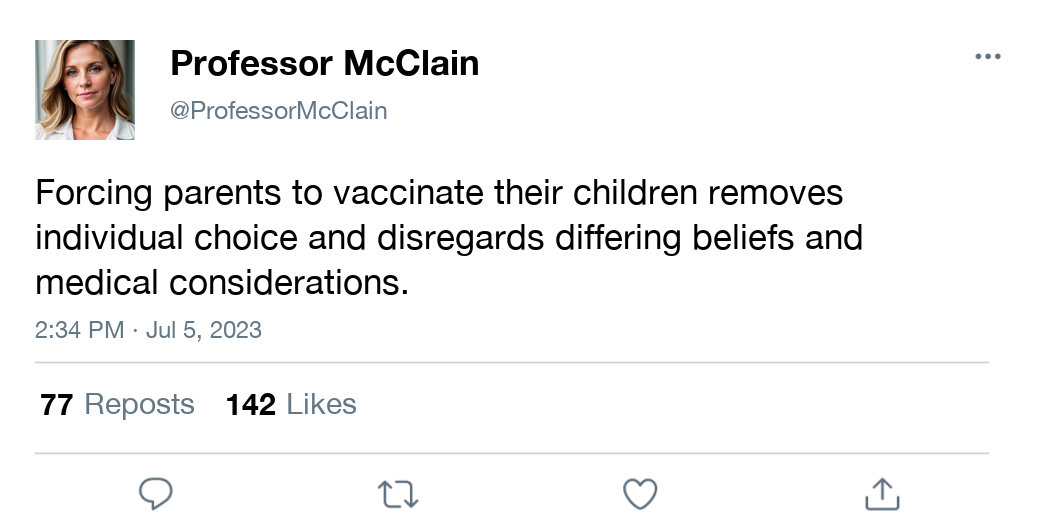 Professor McClain
@ProfessorMcClain
Forcing parents to vaccinate their children removes
individual choice and disregards differing beliefs and
medical considerations.
2:34 PM · Jul 5, 2023
77 Reposts 142 Likes